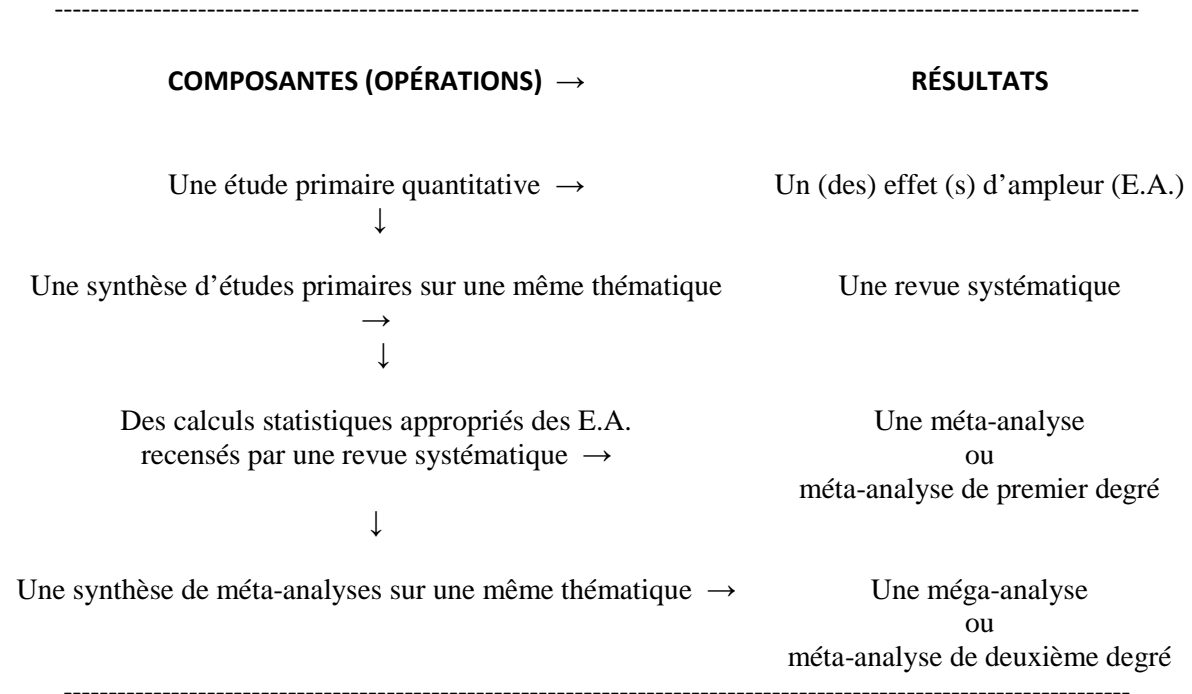 COMPOSANTES (OPÉRATIONS) → RÉSULTATS
Une étude primaire quantitative → Un (des) effet (s) d’ampleur (E.A.)
↓
Une synthèse d’études primaires sur une même thématique Une revue systématique
→
↓
Des calculs statistiques appropriés des E.A. Une méta-analyse
recensés par une revue systématique → ou
méta-analyse de premier degré
↓
Une synthèse de méta-analyses sur une même thématique → Une méga-analyse
ou
méta-analyse de deuxième degré